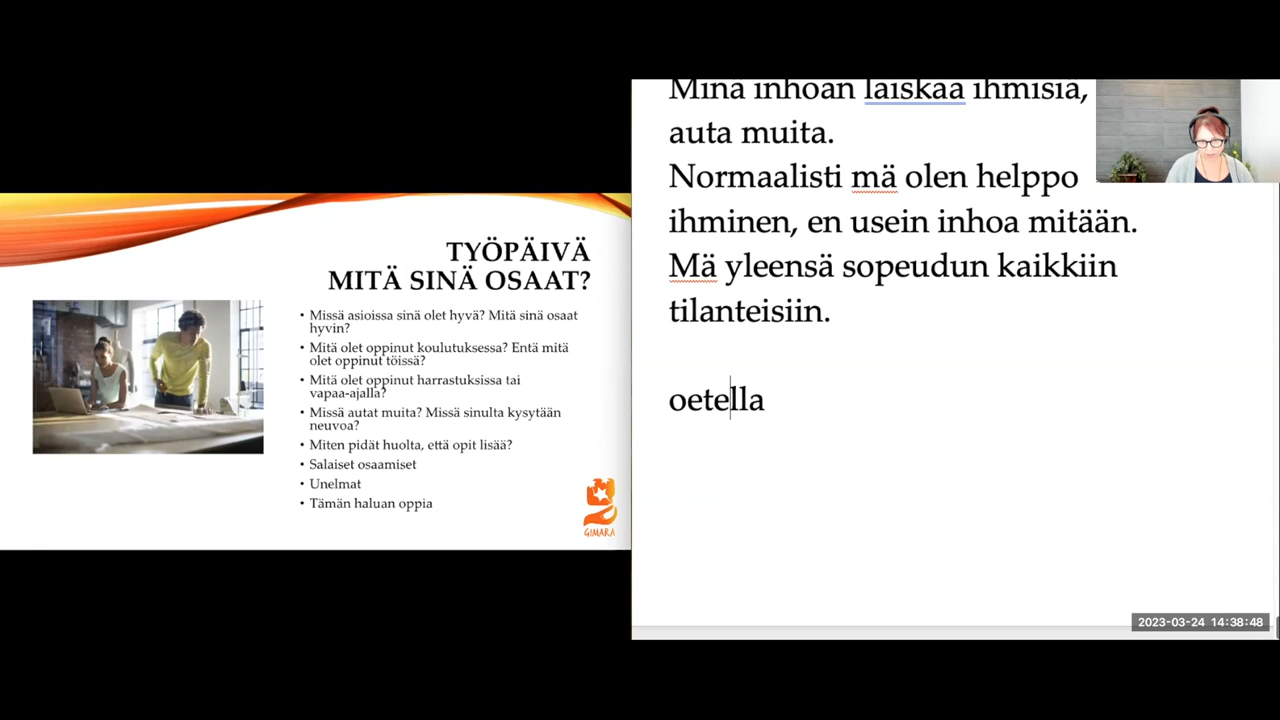 TYÖPÄIVÄ
MITÄ SINÄ OSAAT?
• Missä asioissa sinä olet hyvä? Mitä sinä osaat
hyvin?
• Mitä olet oppinut koulutuksessa? Entä mitä
olet oppinut töissä?
• Mitä olet oppinut harrastuksissa tai
vapaa-ajalla?
• Missä autat muita? Missä sinulta kysytään
neuvoa?
• Miten pidät huolta, että opit lisää?
• Salaiset osaamiset
• Unelmat
• Tämän haluan oppia
GIMARA
Minä inhoan laiskaa ihmisiä,
auta muita.
Normaalisti mä olen helppo
ihminen, en usein inhoa mitään.
Mä yleensä sopeudun kaikkiin
tilanteisiin.
oetella
2023-03-24 14:38:48